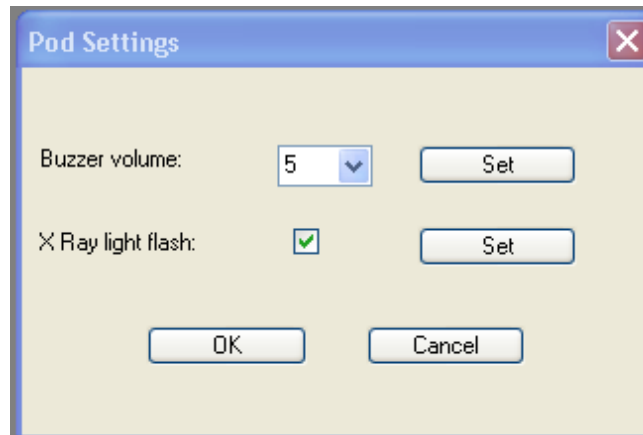 Pod Settings
Buzzer volume: 5 Set
X Ray light flash: Set
OK Cancel